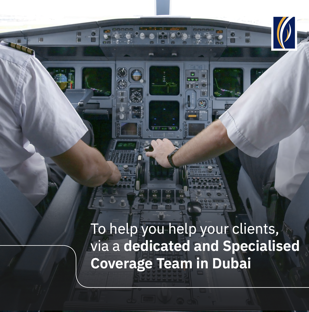 To help you help your clients,
via a dedicated and Specialised
Coverage Team in Dubai